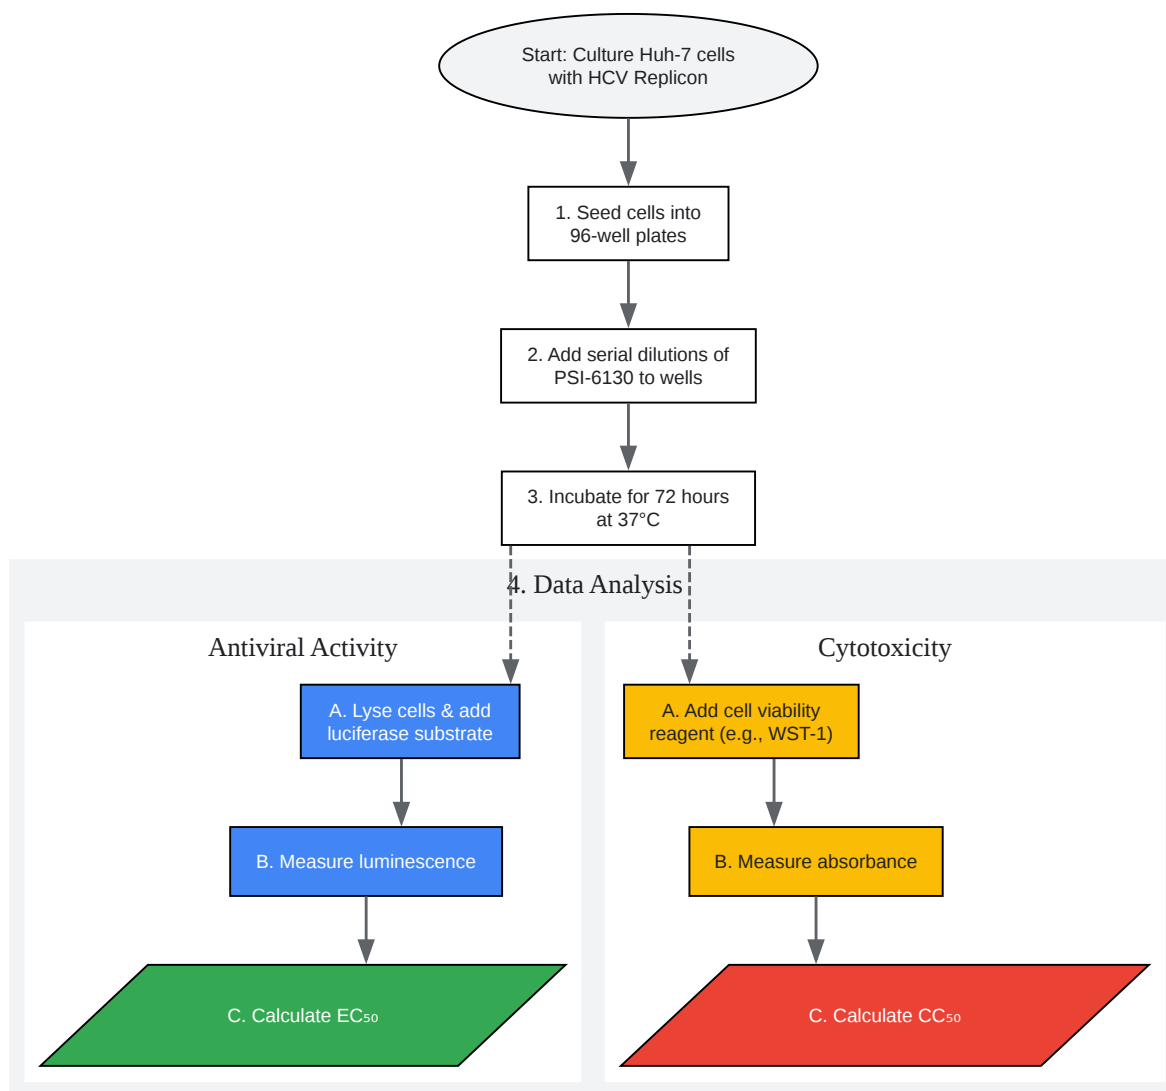 Start: Culture Huh-7 cells
with HCV Replicon
1. Seed cells into
96-well plates
2. Add serial dilutions of
PSI-6130 to wells
3. Incubate for 72 hours
at 37°C
4. Data Analysis
Antiviral Activity
A. Lyse cells & add
luciferase substrate
B. Measure luminescence
C. Calculate EC₅₀
Cytotoxicity
A. Add cell viability
reagent (e.g., WST-1)
B. Measure absorbance
C. Calculate CC₅₀